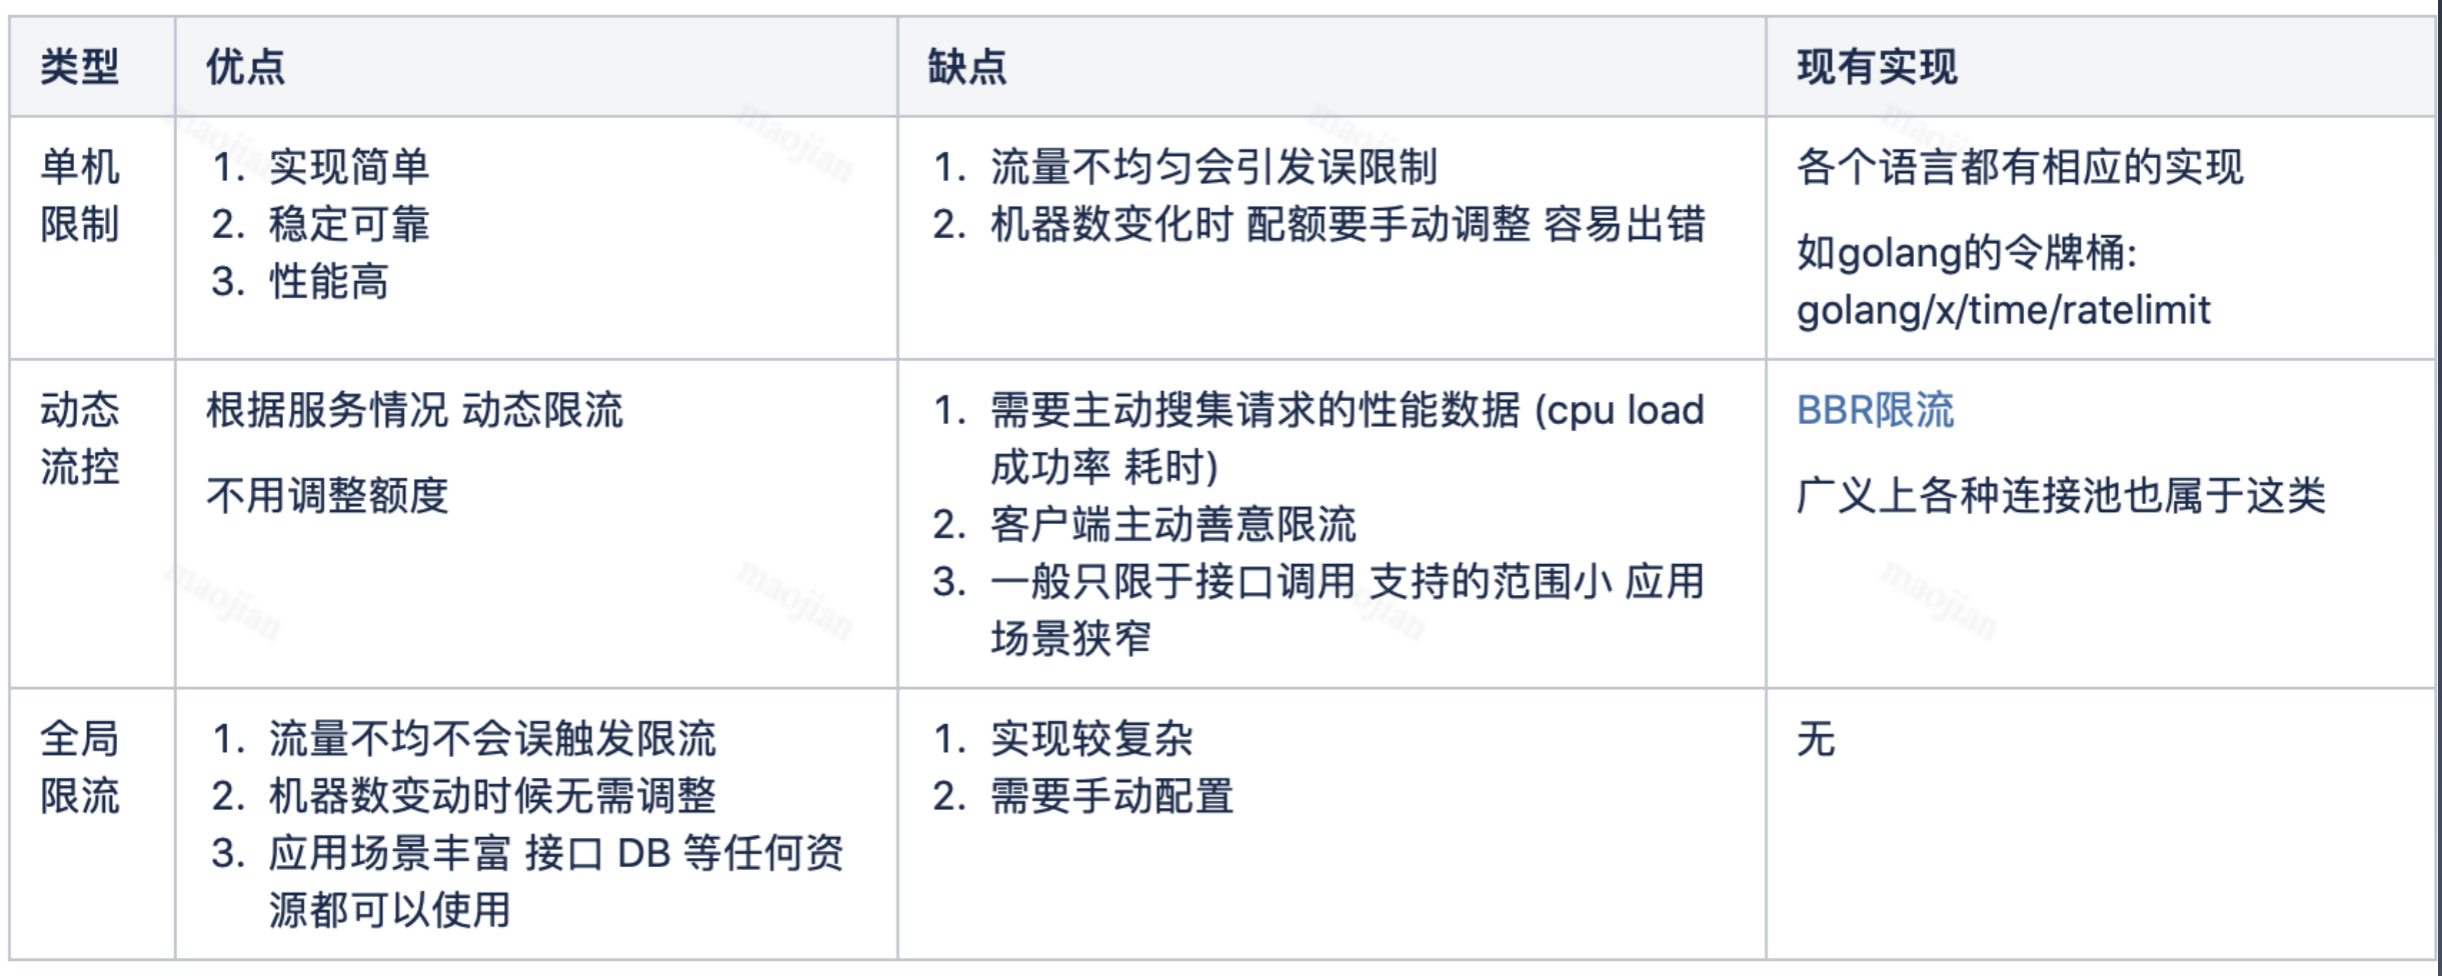 类型 优点 缺点 现有实现
单机
限制
1. 实现简单
2. 稳定可靠
3. 性能高
1. 流量不均匀会引发误限制
2. 机器数变化时 配额要手动调整 容易出错
各个语言都有相应的实现
如golang的令牌桶:
golang/x/time/ratelimit
动态
流控
根据服务情况 动态限流
不用调整额度
1. 需要主动搜集请求的性能数据 (cpu load
成功率 耗时)
2. 客户端主动善意限流
3. 一般只限于接口调用 支持的范围小 应用
场景狭窄
BBR限流
广义上各种连接池也属于这类
全局
限流
1. 流量不均不会误触发限流
2. 机器数变动时候无需调整
3. 应用场景丰富 接口 DB 等任何资
源都可以使用
1. 实现较复杂
2. 需要手动配置
无
maojian
maojian
maojian
maojian
maojian
maojian
maojian
maojian